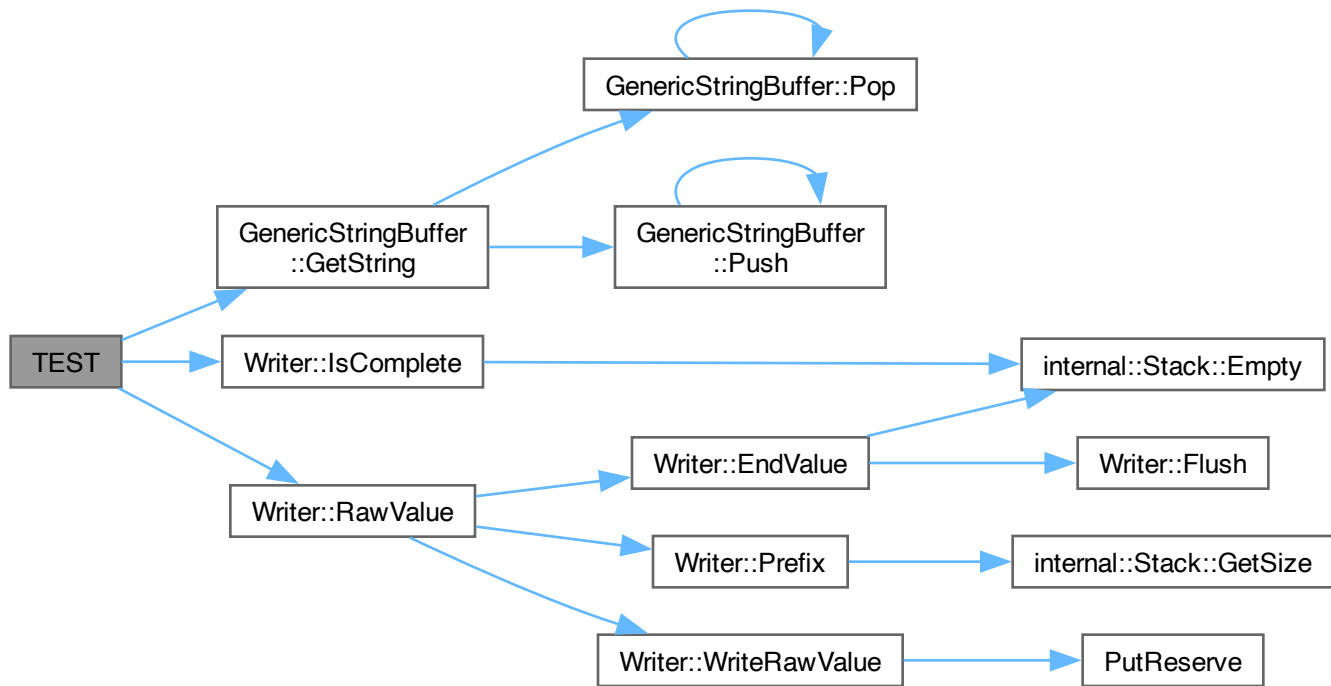 GenericStringBuffer::Pop
GenericStringBuffer
::GetString
GenericStringBuffer
::Push
TEST
Writer::IsComplete
internal::Stack::Empty
Writer::EndValue
Writer::Flush
Writer::RawValue
Writer::Prefix
internal::Stack::GetSize
Writer::WriteRawValue
PutReserve